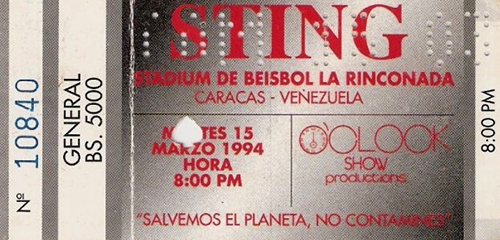 Nº 10840
GENERAL
BS. 5000
STING
STADIUM DE BEISBOL LA RINCONADA
CARACAS - VENEZUELA
15
MARZO 1994
HORA
8:00 PM
O'CLOCK
SHOW
productions.
"SALVEMOS EL PLANETA, NO CONTAMINES"
8:00 PM